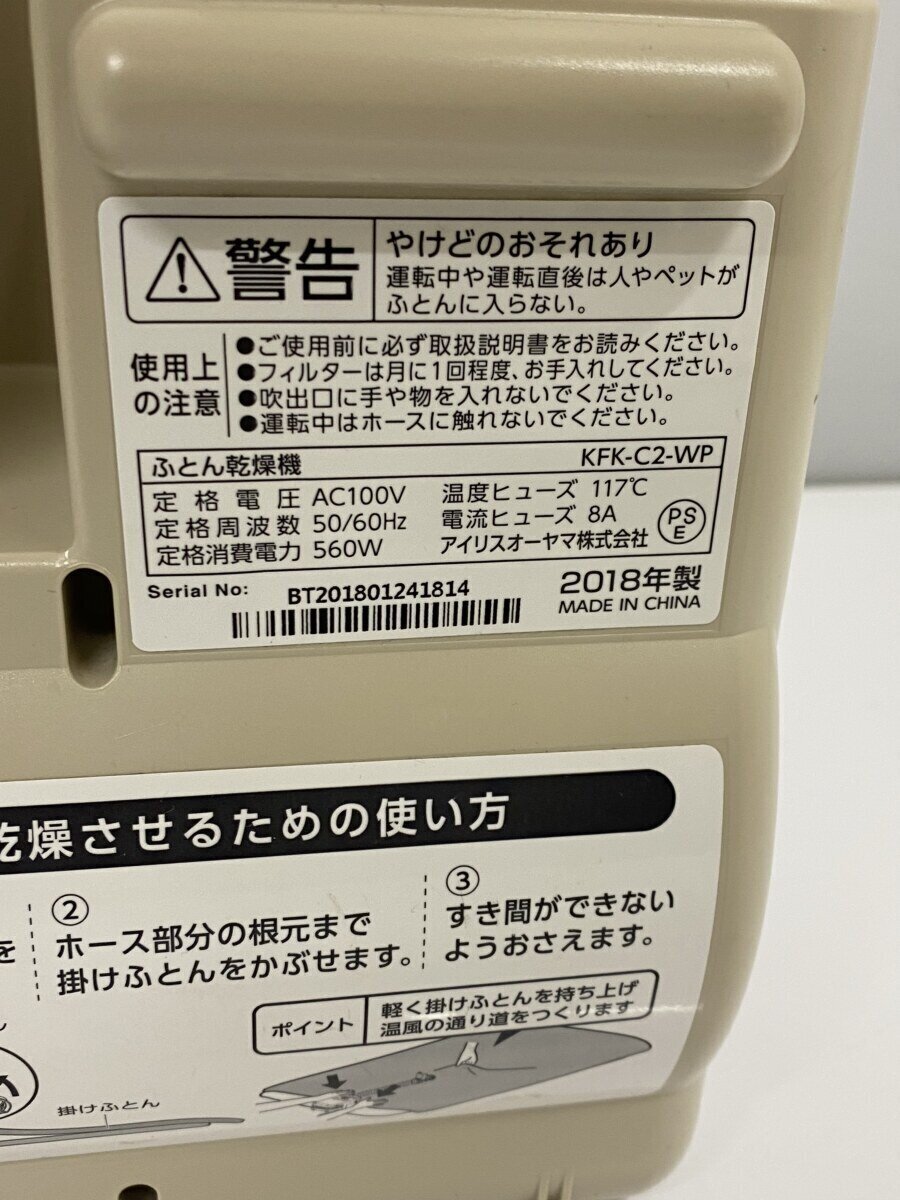 警告
やけどのおそれあり
運転中や運転直後は人やペットが
ふとんに入らない。
使用上
の注意
●ご使用前に必ず取扱説明書をお読みください。
●フィルターは月に1回程度、お手入れしてください。
●吹出口に手や物を入れないでください。
●運転中はホースに触れないでください。
ふとん乾燥機 KFK-C2-WP
定格電圧 AC100V 温度ヒューズ 117℃
定格周波数 50/60Hz 電流ヒューズ 8A
定格消費電力 560W アイリスオーヤマ株式会社
PS
E
Serial No: BT201801241814
2018年製
MADE IN CHINA
乾燥させるための使い方
を
②
ホース部分の根元まで
掛けふとんをかぶせます。
③
すき間ができない
ようおさえます。
ポイント
軽く掛けふとんを持ち上げ
温風の通り道をつくります
掛けふとん